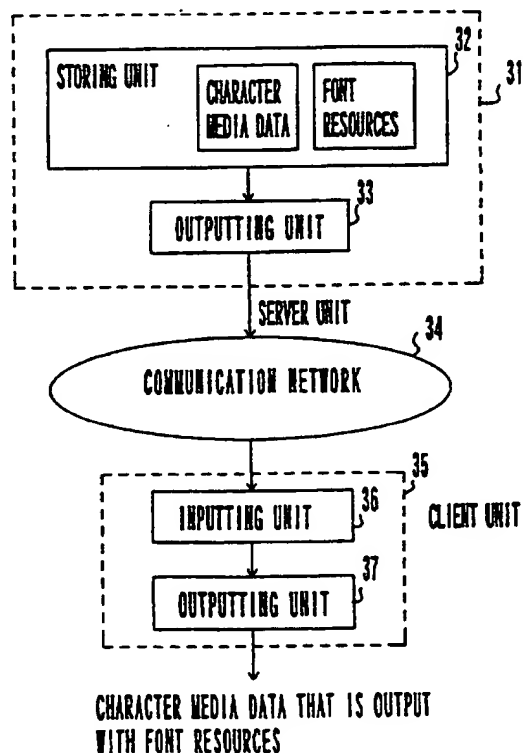 32
31
STORING UNIT
CHARACTER
MEDIA DATA
FONT
RESOURCES
33
OUTPUTTING UNIT
SERVER UNIT
34
COMMUNICATION NETWORK
35
INPUTTING UNIT
36
CLIENT UNIT
37
OUTPUTTING UNIT
CHARACTER MEDIA DATA THAT IS OUTPUT
WITH FONT RESOURCES